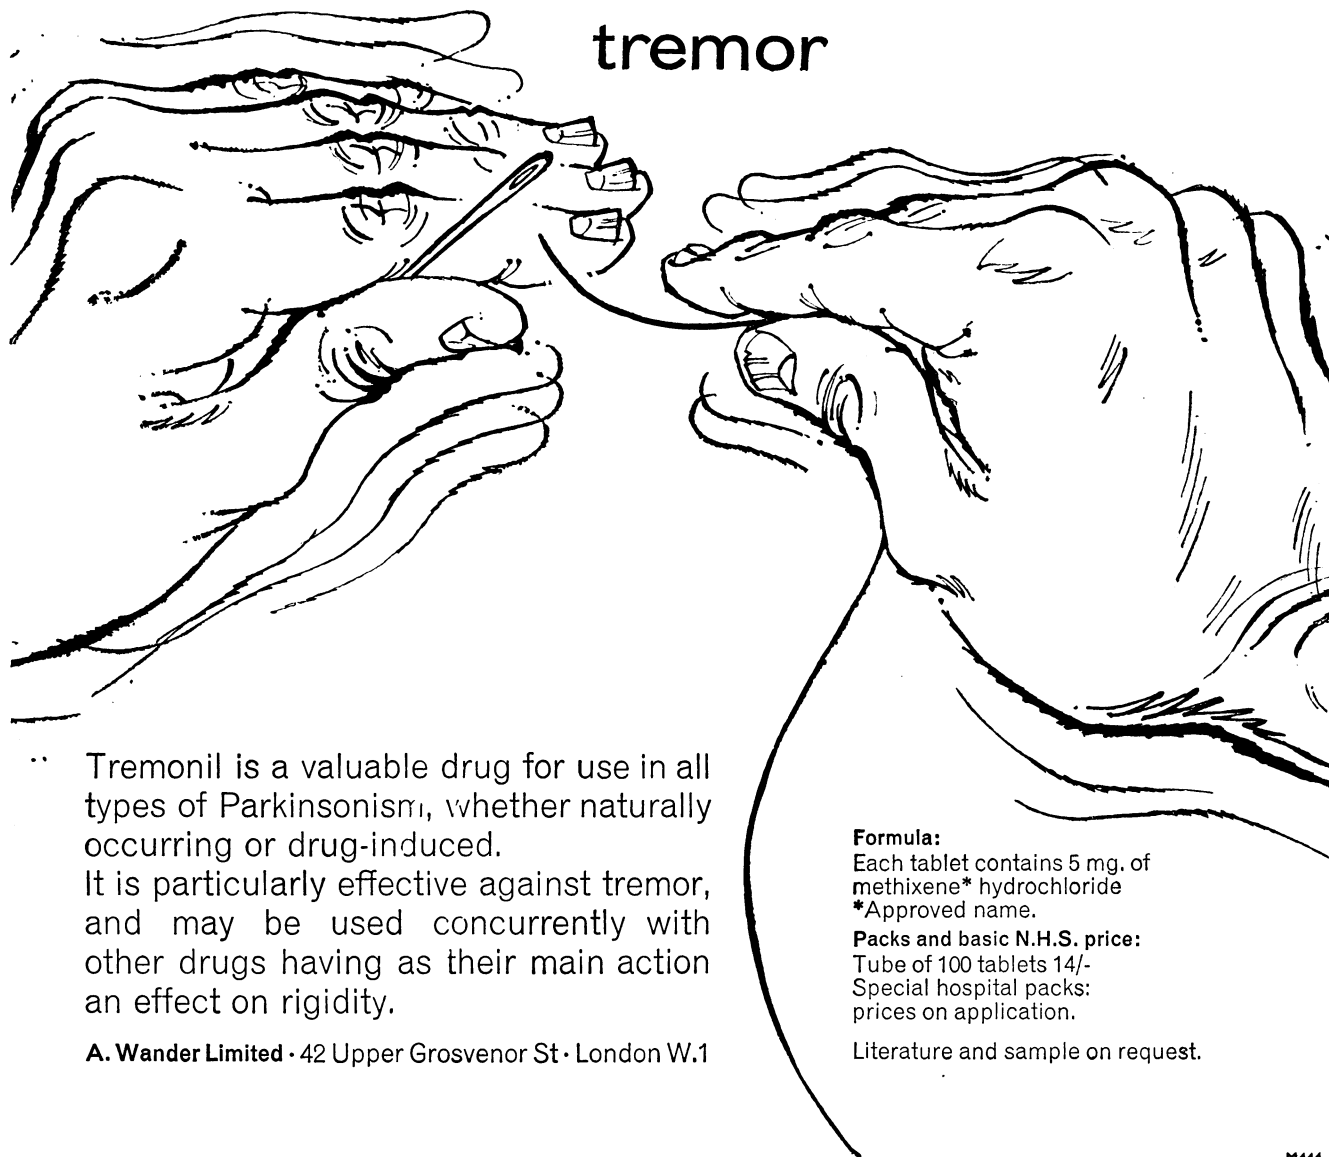 tremor
Tremonil is a valuable drug for use in all
types of Parkinsonism, whether naturally
occurring or drug-induced.
It is particularly effective against tremor,
and may be used concurrently with
other drugs having as their main action
an effect on rigidity.
A. Wander Limited · 42 Upper Grosvenor St · London W.1
Formula:
Each tablet contains 5 mg. of
methixene* hydrochloride
*Approved name.
Packs and basic N.H.S. price:
Tube of 100 tablets 14/-
Special hospital packs:
prices on application.
Literature and sample on request.